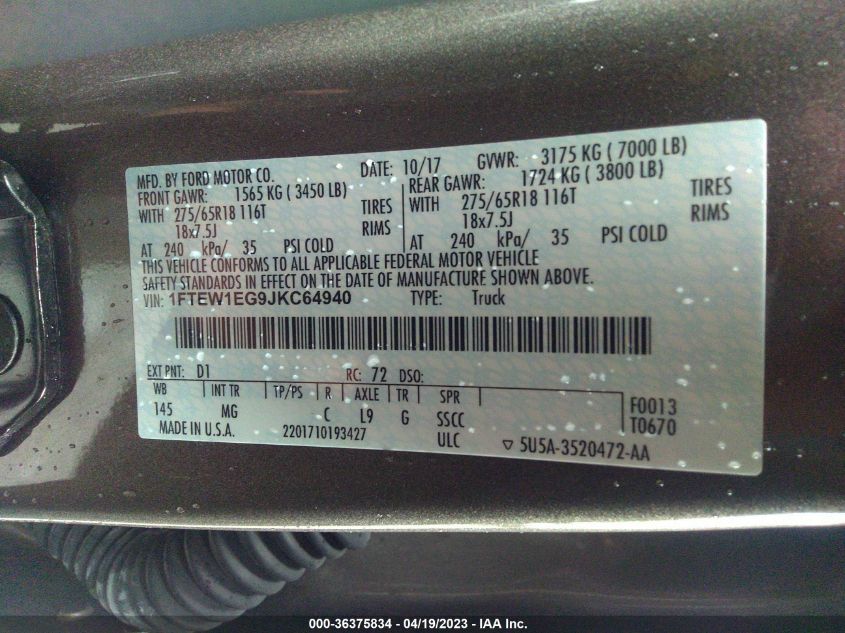 MFD. BY FORD MOTOR CO. DATE: 10/17 GVWR: 3175 KG ( 7000 LB)
FRONT GAWR: 1565 KG ( 3450 LB) REAR GAWR: 1724 KG ( 3800 LB)
WITH 275/65R18 116T TIRES WITH 275/65R18 116T TIRES
18x7.5J RIMS 18x7.5J RIMS
AT 240 kPa/ 35 PSI COLD AT 240 kPa/ 35 PSI COLD
THIS VEHICLE CONFORMS TO ALL APPLICABLE FEDERAL MOTOR VEHICLE
SAFETY STANDARDS IN EFFECT ON THE DATE OF MANUFACTURE SHOWN ABOVE.
VIN: 1FTEW1EG9JKC64940 TYPE: Truck
EXT PNT: D1 RC: 72 DSO:
WB INT TR TP/PS R AXLE TR SPR
145 MG C L9 G SSCC F0013
MADE IN U.S.A. 2201710193427 ULC T0670
5U5A-3520472-AA
000-36375834 - 04/19/2023 - IAA Inc.